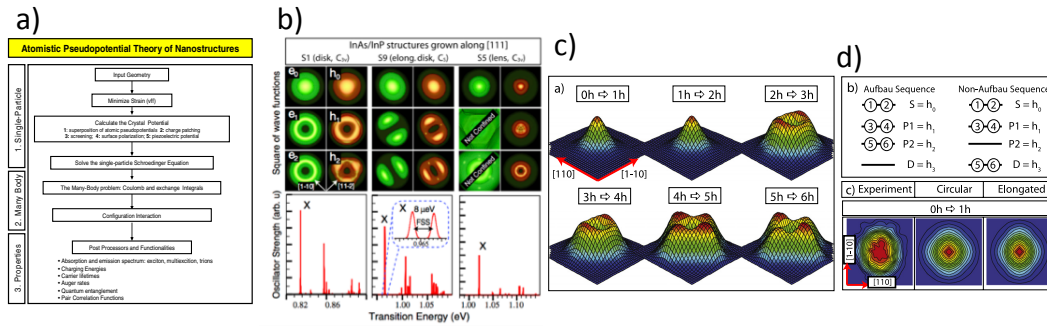 a)
Atomistic Pseudopotential Theory of Nanostructures
1. Single-Particle
2. Many Body
3. Properties
Input Geometry
Minimize Strain (vff)
Calculate the Crystal Potential
1: superposition of atomic pseudopotentials 2: charge patching
3: screening; 4: surface polarization; 5: piezoelectric potential
Solve the single-particle Schroedinger Equation
The Many-Body problem: Coulomb and exchange Integrals
Configuration Interaction
Post Processors and Functionalities
• Absorption and emission spectrum: exciton, multiexcition, trions
• Charging Energies
• Carrier lifetimes
• Auger rates
• Quantum entanglement
• Pair Correlation Functions
b)
InAs/InP structures grown along [111]
S1 (disk, C3v) S9 (elong. disk, C1) S5 (lens, C3v)
Square of wave functions
e0 h0
e1 h1
Not Confined
e2 h2
Not Confined
[1-10] [11-2]
Oscillator Strength (arb. u)
X X X X
8 μeV
FSS
0.965
0.82 0.86 1.00 1.05 1.00 1.05 1.10
Transition Energy (eV)
c)
a)
0h ⇨ 1h 1h ⇨ 2h 2h ⇨ 3h
[110] [1-10]
3h ⇨ 4h 4h ⇨ 5h 5h ⇨ 6h
d)
b) Aufbau Sequence Non-Aufbau Sequence
1 2 S = h0 1 2 S = h0
3 4 P1 = h1 3 4 P1 = h1
5 6 P2 = h2 P2 = h2
D = h3 5 6 D = h3
c) Experiment Circular Elongated
0h ⇨ 1h
[1-10]
[110]